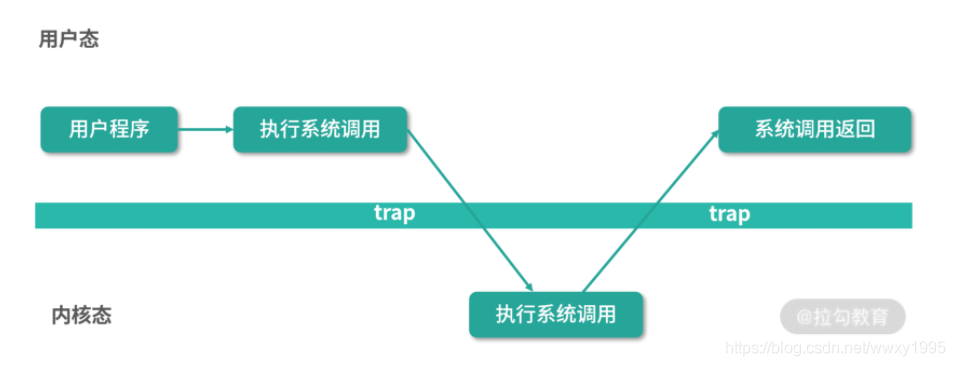 用户态
用户程序
执行系统调用
系统调用返回
trap
trap
内核态
执行系统调用
@拉勾教育
https://blog.csdn.net/wwxy1995